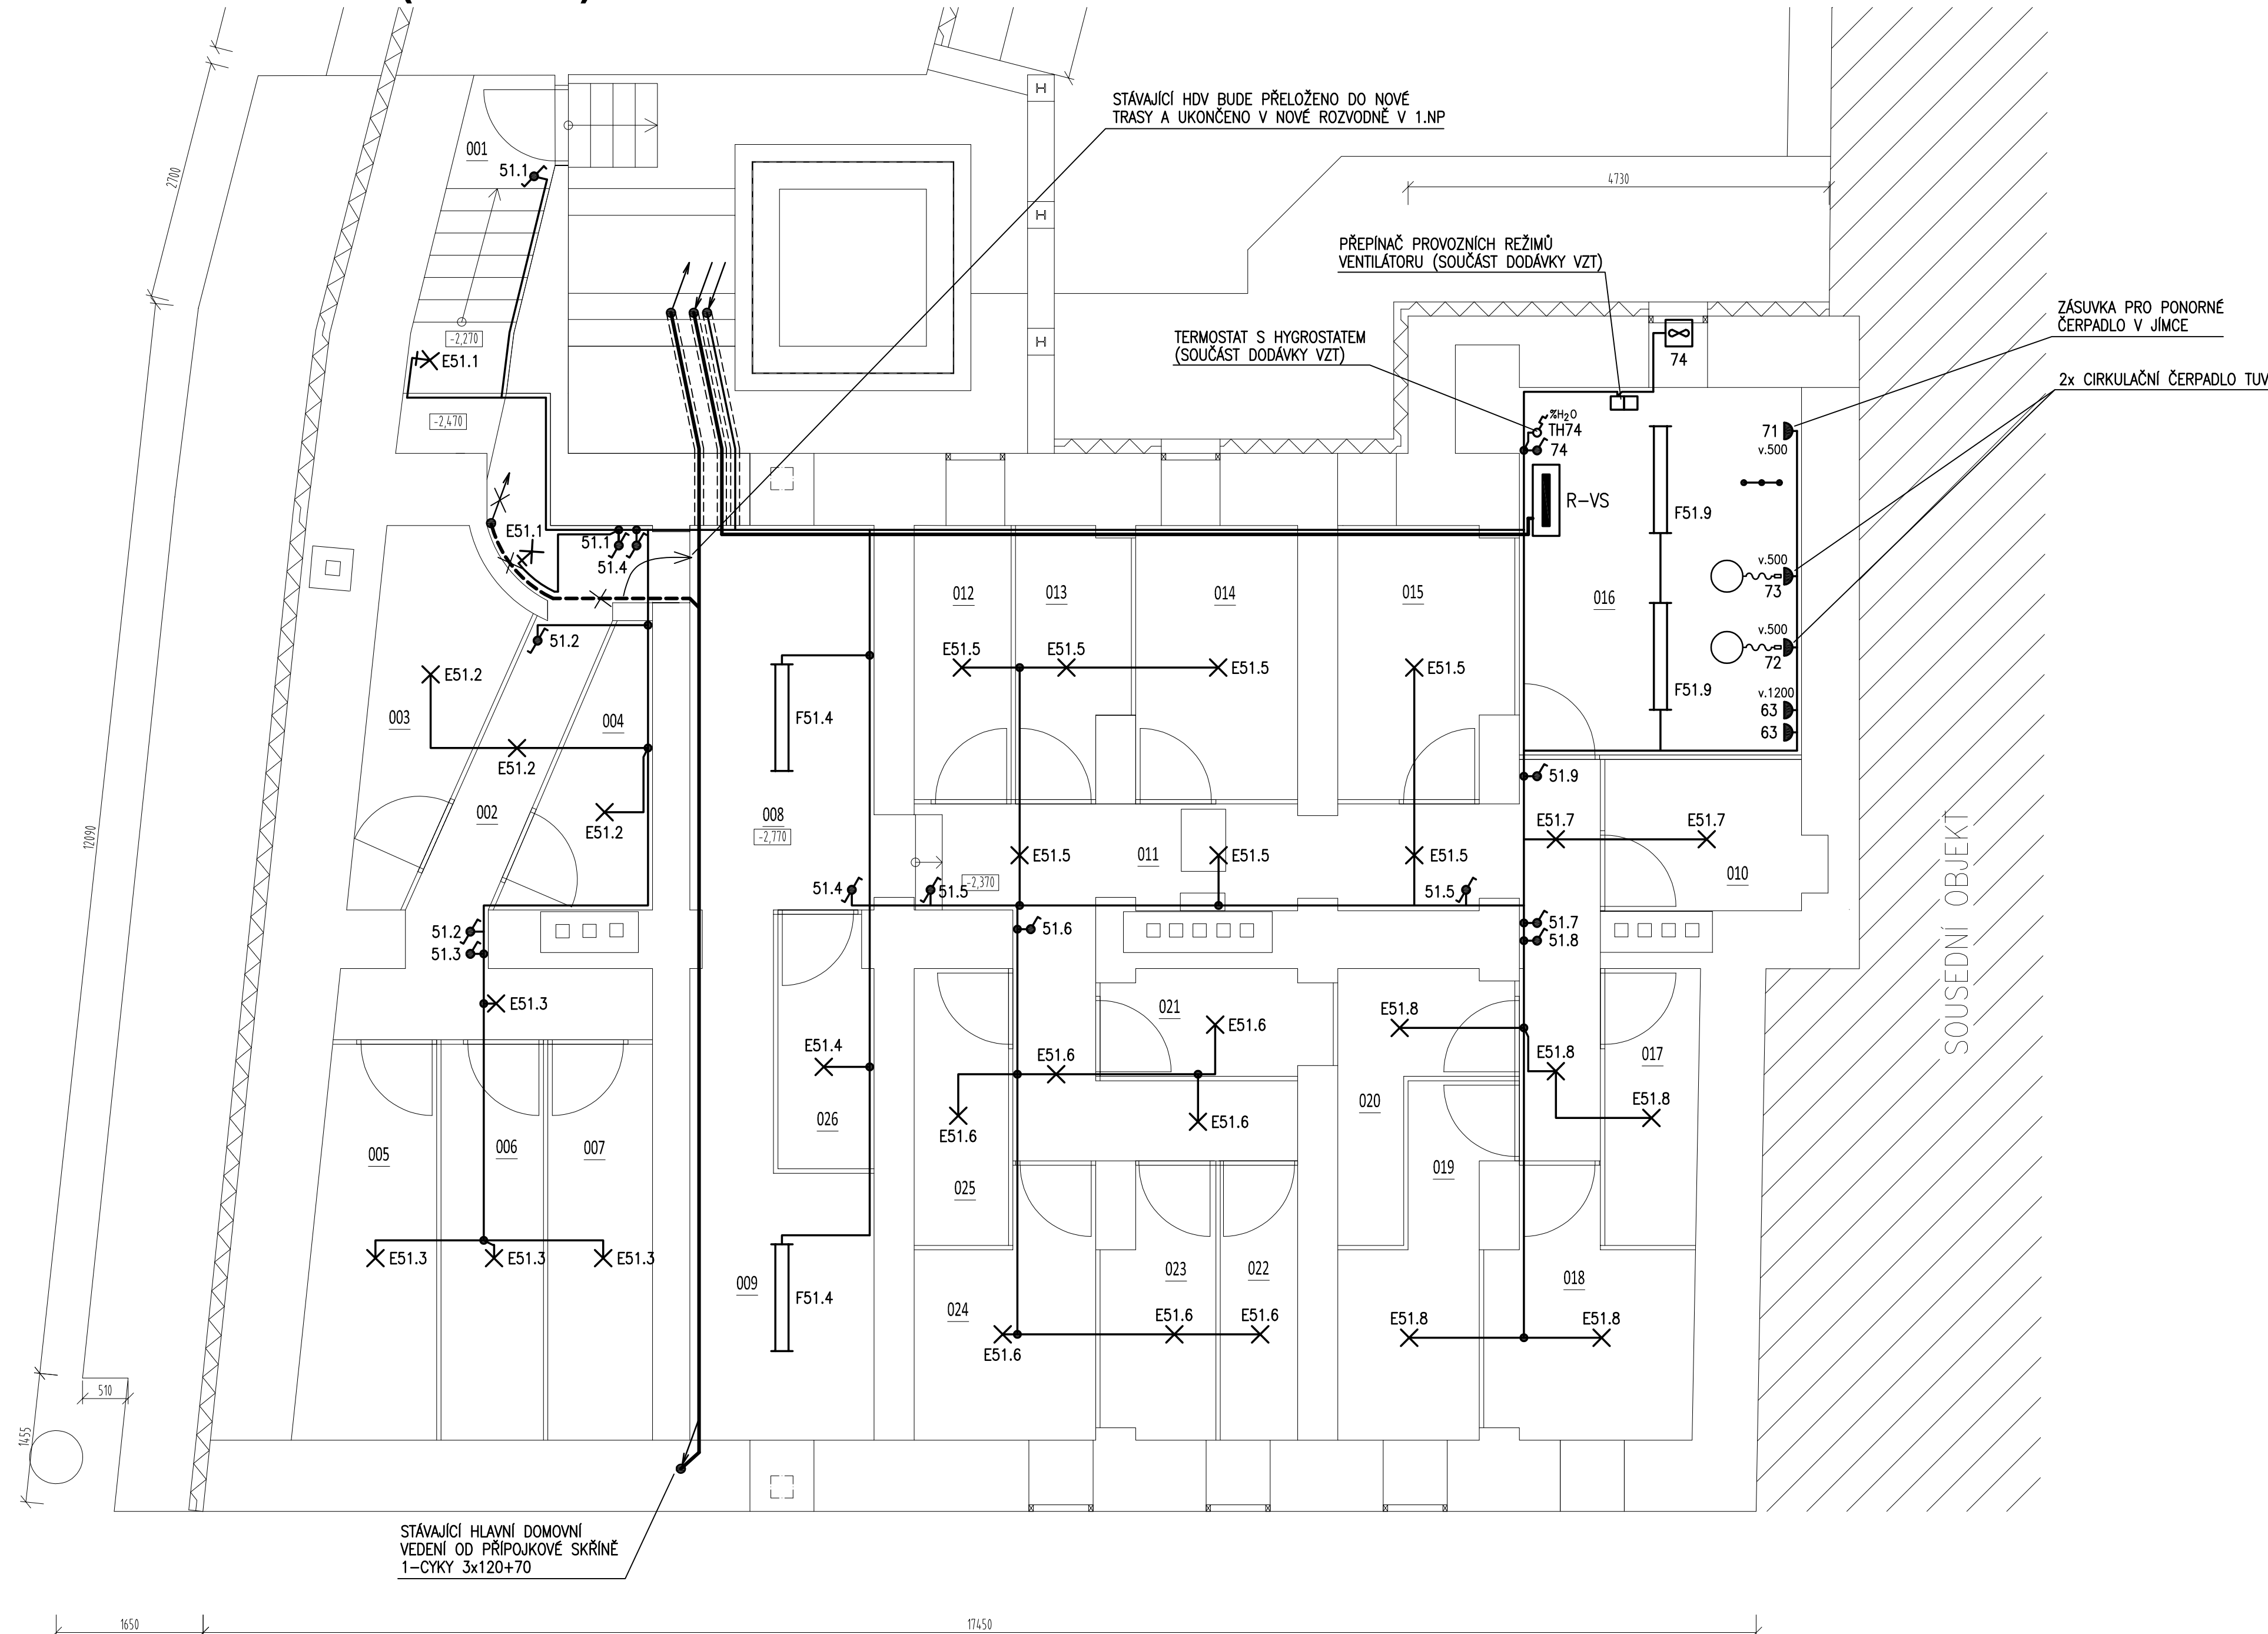 STÁVAJÍCÍ HDV BUDE PŘELOŽENO DO NOVÉ
TRASY A UKONČENO V NOVÉ ROZVODNĚ V 1.NP
001
51.1
2700
4730
PŘEPÍNAČ PROVOZNÍCH REŽIMŮ
VENTILÁTORU (SOUČÁST DODÁVKY VZT)
ZÁSUVKA PRO PONORNÉ
ČERPADLO V JÍMCE
TERMOSTAT S HYGROSTATEM
(SOUČÁST DODÁVKY VZT)
-2,270
E51.1
74
2x CIRKULAČNÍ ČERPADLO TUV
-2,470
%H2O
TH74
74
71
v.500
R-VS
F51.9
E51.1
51.1
51.4
v.500
73
012
013
014
015
016
51.2
v.500
72
E51.5
E51.5
E51.5
E51.5
E51.2
F51.9
v.1200
63
63
003
004
F51.4
E51.2
51.9
002
E51.2
008
-2,770
E51.7
E51.7
12090
E51.5
011
E51.5
E51.5
010
SOUSEDNÍ OBJEKT
51.4
51.5
-2,370
51.5
51.2
51.3
51.6
51.7
51.8
E51.3
021
E51.6
E51.8
E51.4
E51.6
E51.8
017
026
E51.6
E51.6
020
E51.8
005
006
007
025
019
E51.3
E51.3
E51.3
009
F51.4
024
023
022
018
E51.6
E51.6
E51.6
E51.8
E51.8
510
1455
STÁVAJÍCÍ HLAVNÍ DOMOVNÍ
VEDENÍ OD PŘÍPOJKOVÉ SKŘÍNĚ
1-CYKY 3x120+70
1650
17450